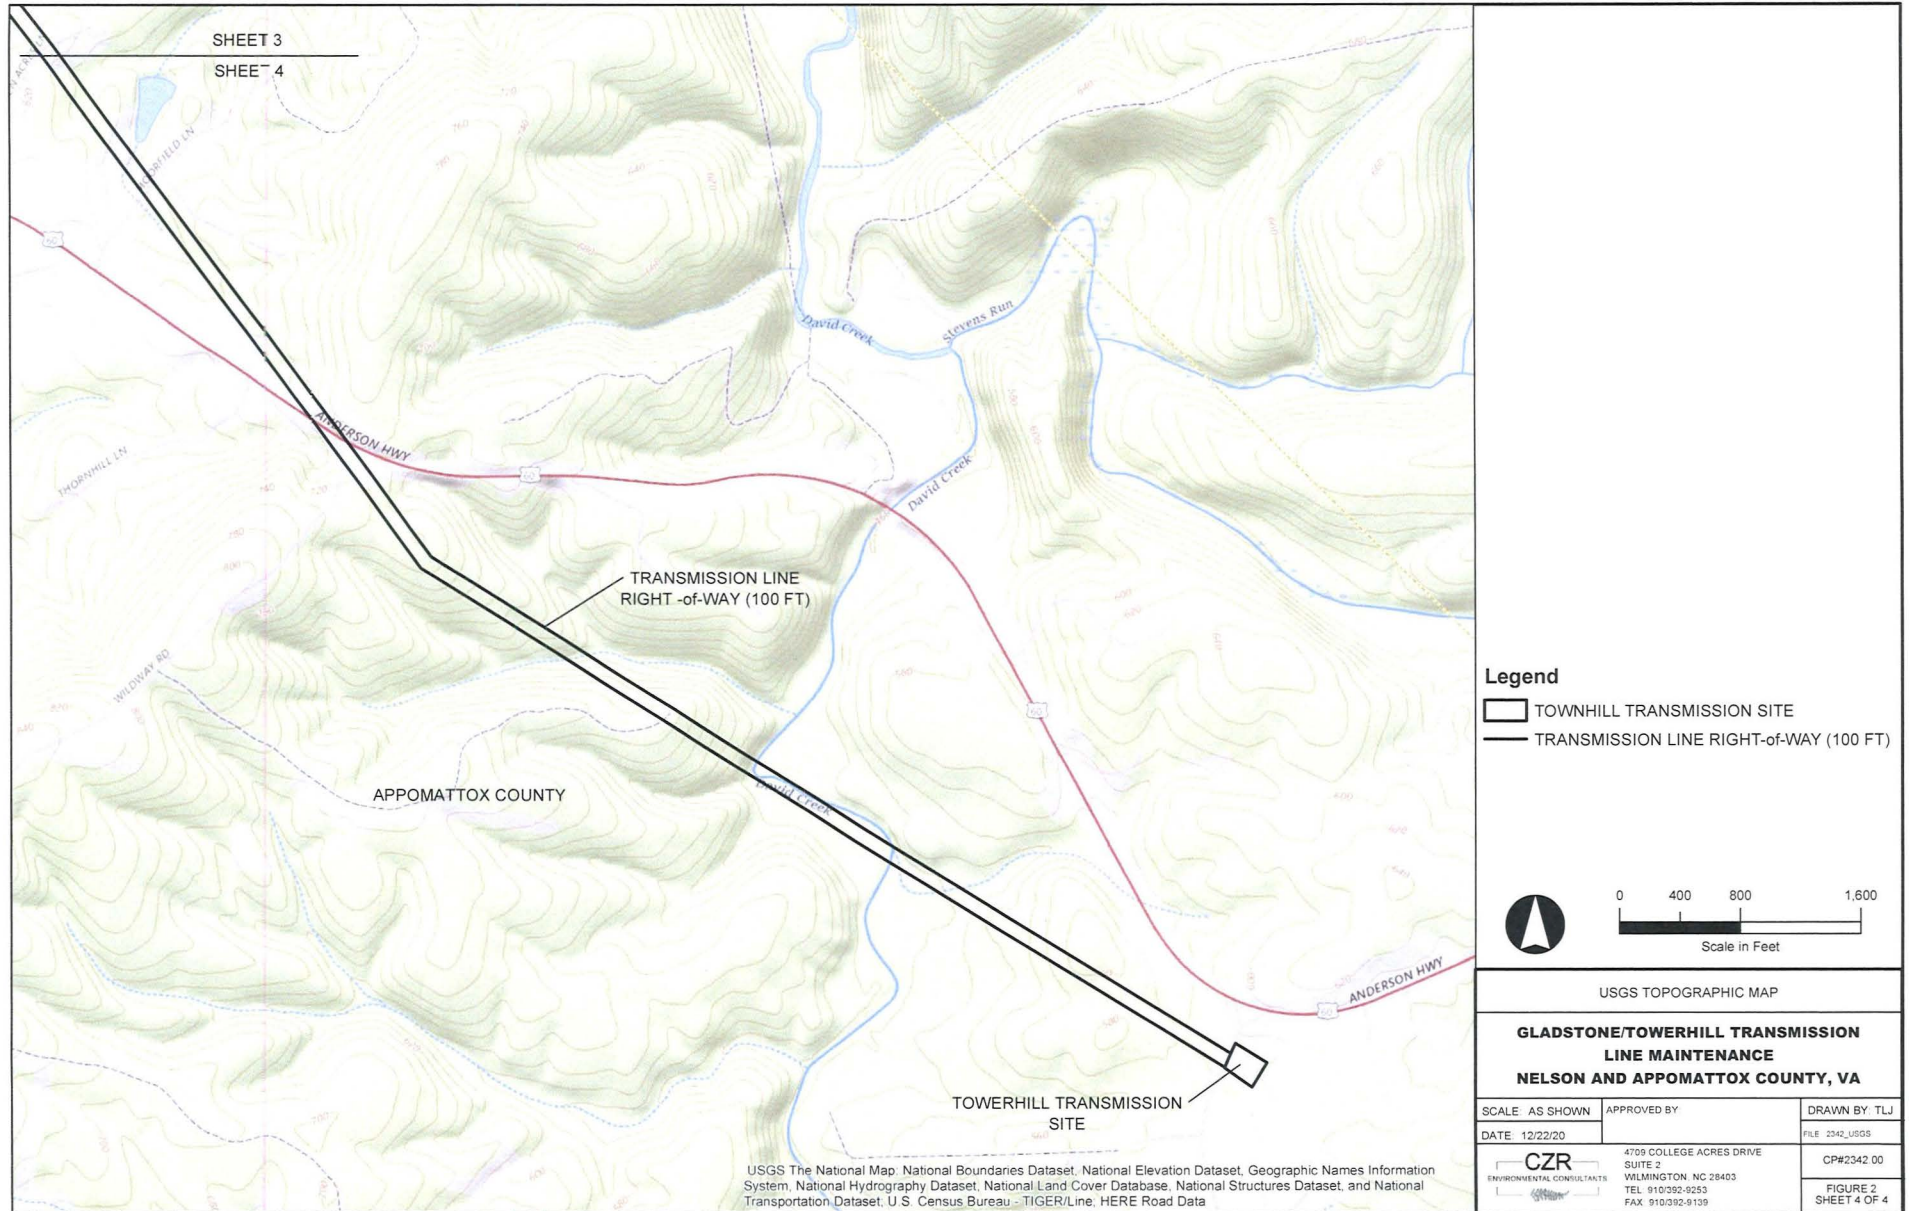 SHEET 3
SHEET 4
MOORFIELD LN
60
ANDERSON HWY
60
THORNHILL LN
David Creek
Stevens Run
David Creek
TRANSMISSION LINE
RIGHT -of-WAY (100 FT)
WILDWAY RD
60
APPOMATTOX COUNTY
David Creek
ANDERSON HWY
60
TOWERHILL TRANSMISSION
SITE
USGS The National Map: National Boundaries Dataset, National Elevation Dataset, Geographic Names Information
System, National Hydrography Dataset, National Land Cover Database, National Structures Dataset, and National
Transportation Dataset; U.S. Census Bureau - TIGER/Line; HERE Road Data
Legend
TOWNHILL TRANSMISSION SITE
TRANSMISSION LINE RIGHT-of-WAY (100 FT)
0 400 800 1,600
Scale in Feet
USGS TOPOGRAPHIC MAP
GLADSTONE/TOWERHILL TRANSMISSION
LINE MAINTENANCE
NELSON AND APPOMATTOX COUNTY, VA
SCALE: AS SHOWN
APPROVED BY
DRAWN BY: TLJ
DATE: 12/22/20
FILE 2342_USGS
CZR
ENVIRONMENTAL CONSULTANTS
4709 COLLEGE ACRES DRIVE
SUITE 2
WILMINGTON, NC 28403
TEL 910/392-9253
FAX 910/392-9139
CP#2342.00
FIGURE 2
SHEET 4 OF 4